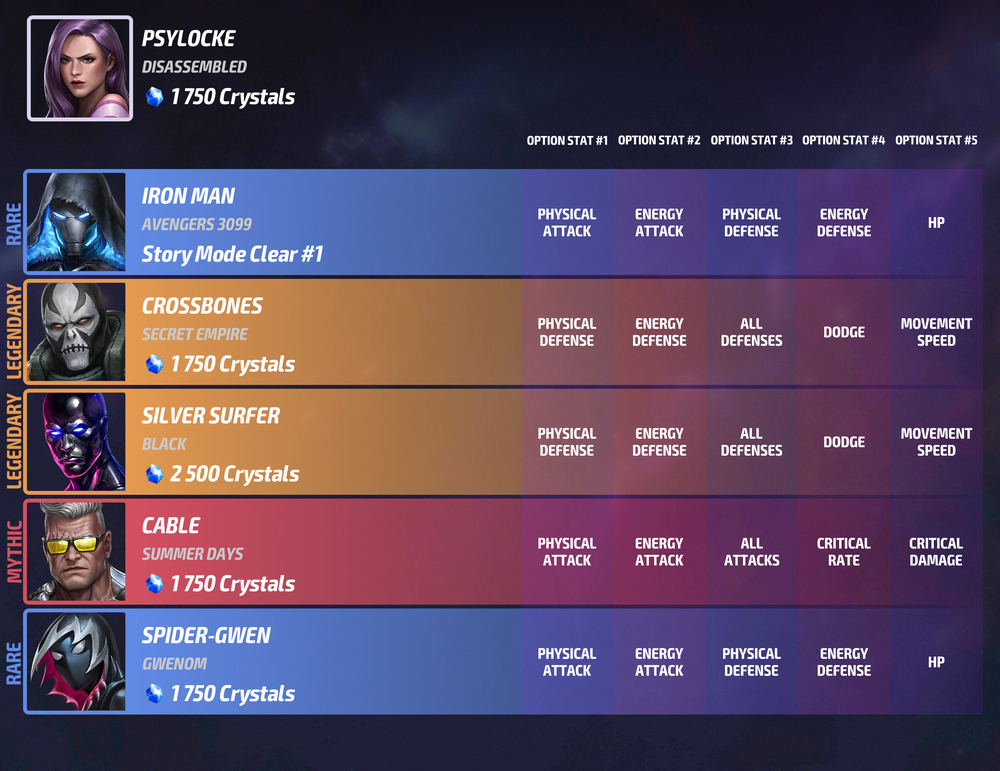 PSYLOCKE
DISASSEMBLED
1 750 Crystals
OPTION STAT #1 OPTION STAT #2 OPTION STAT #3 OPTION STAT #4 OPTION STAT #5
RARE
IRON MAN
AVENGERS 3099
Story Mode Clear #1
PHYSICAL
ATTACK
ENERGY
ATTACK
PHYSICAL
DEFENSE
ENERGY
DEFENSE
HP
LEGENDARY
CROSSBONES
SECRET EMPIRE
1 750 Crystals
PHYSICAL
DEFENSE
ENERGY
DEFENSE
ALL
DEFENSES
DODGE
MOVEMENT
SPEED
LEGENDARY
SILVER SURFER
BLACK
2 500 Crystals
PHYSICAL
DEFENSE
ENERGY
DEFENSE
ALL
DEFENSES
DODGE
MOVEMENT
SPEED
MYTHIC
CABLE
SUMMER DAYS
1 750 Crystals
PHYSICAL
ATTACK
ENERGY
ATTACK
ALL
ATTACKS
CRITICAL
RATE
CRITICAL
DAMAGE
RARE
SPIDER-GWEN
GWENOM
1 750 Crystals
PHYSICAL
ATTACK
ENERGY
ATTACK
PHYSICAL
DEFENSE
ENERGY
DEFENSE
HP